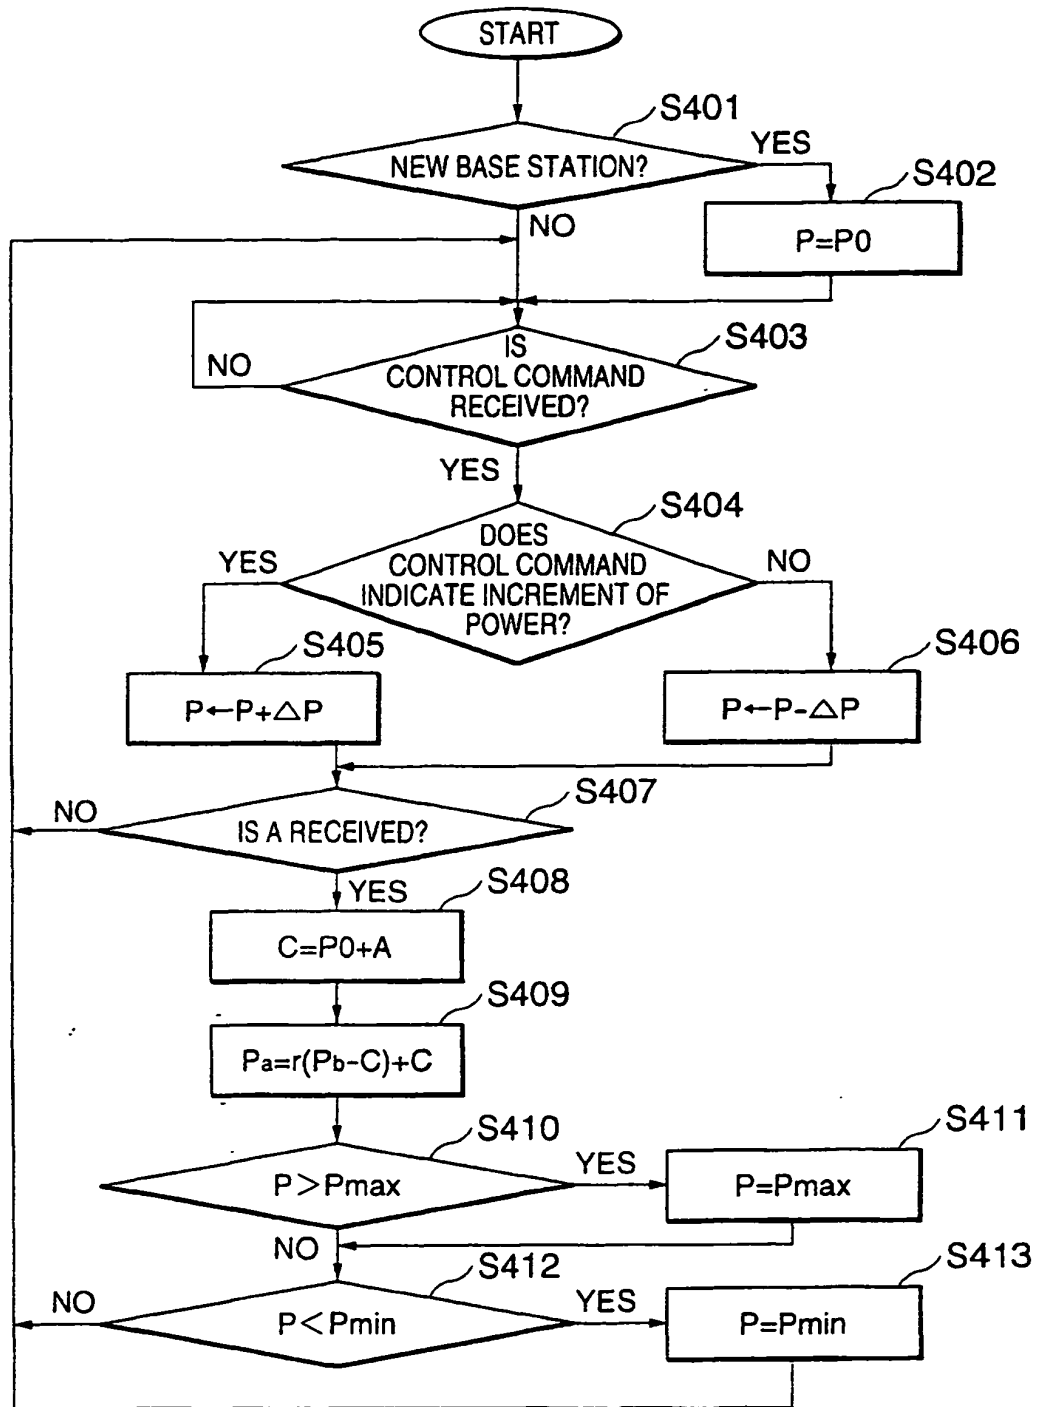 START
S401
NEW BASE STATION?
YES
S402
NO
P=P0
S403
IS
CONTROL COMMAND
RECEIVED?
NO
YES
S404
DOES
CONTROL COMMAND
INDICATE INCREMENT OF
POWER?
YES
NO
S405
P←P+△P
S406
P←P-△P
S407
IS A RECEIVED?
NO
YES
S408
C=P0+A
S409
Pa=r(Pb-C)+C
S410
P>Pmax
YES
S411
P=Pmax
NO
S412
P<Pmin
NO
YES
S413
P=Pmin